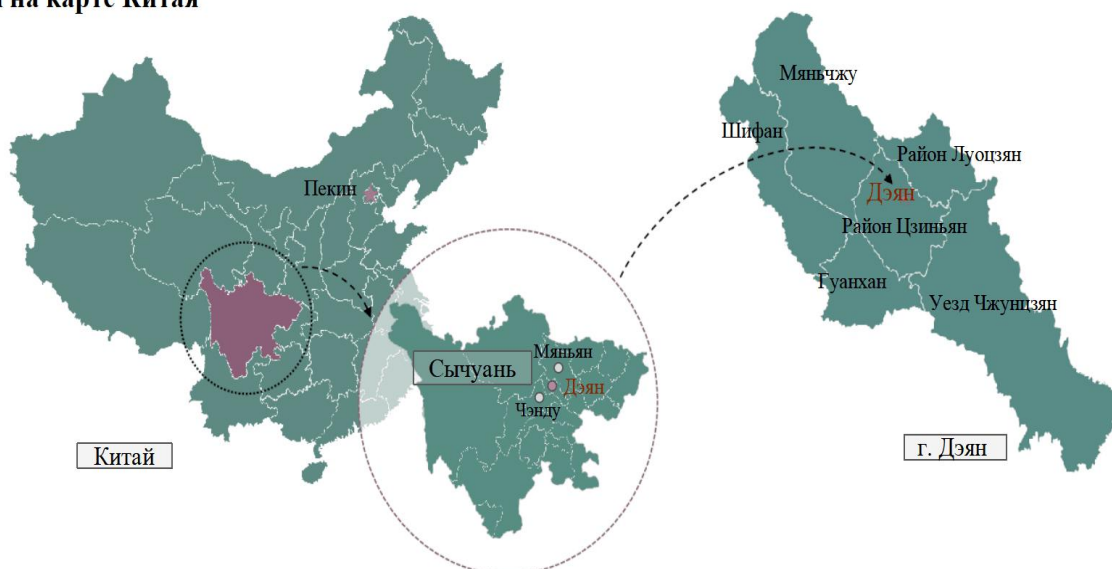 на карте Китая
Пекин
Китай
Сычуань
Мяньян
Дэян
Чэнду
Мяньчжу
Шифан
Район Луоцзян
Дэян
Район Цзиньян
Гуанхан
Уезд Чжунцзян
г. Дэян